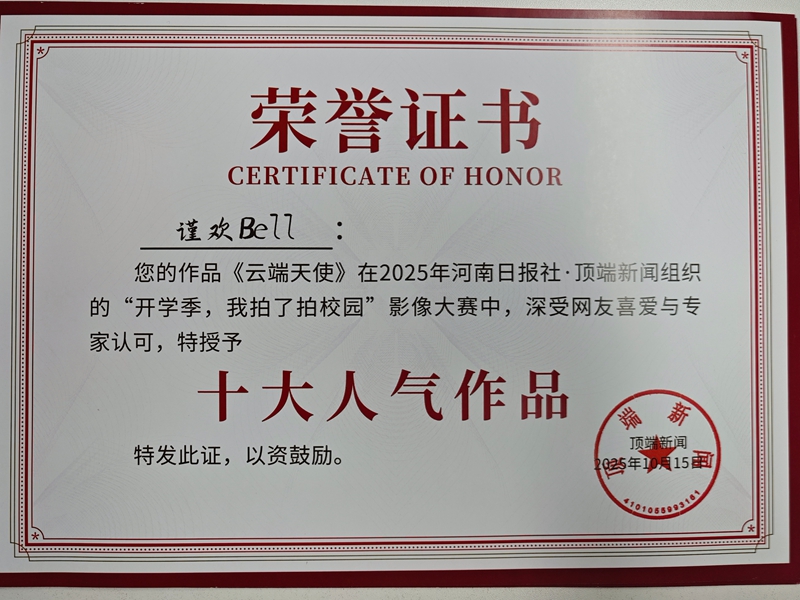 荣誉证书
CERTIFICATE OF HONOR
谨欢Bell：
您的作品《云端天使》在2025年河南日报社·顶端新闻组织
的“开学季，我拍了拍校园”影像大赛中，深受网友喜爱与专
家认可，特授予
十大人气作品
特发此证，以资鼓励。
顶端新闻
顶端新闻
2025年10月15日
4101055993161